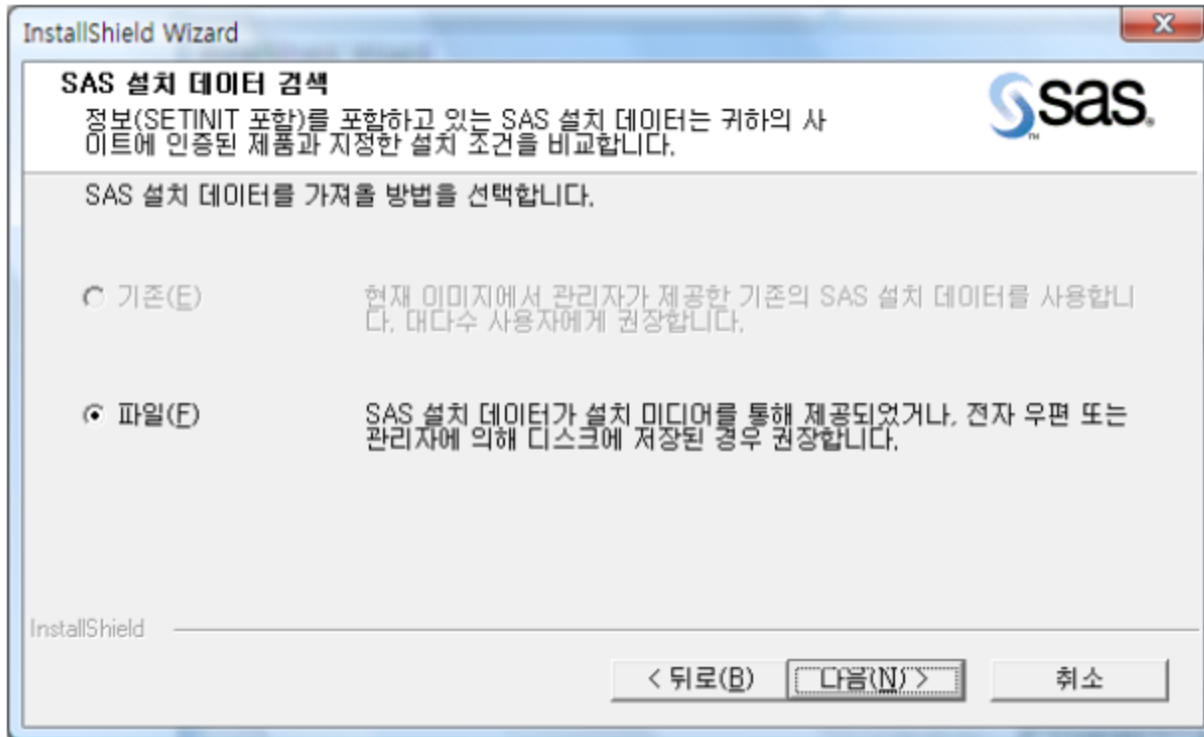 InstallShield Wizard
SAS 설치 데이터 검색
정보(SETINIT 포함)를 포함하고 있는 SAS 설치 데이터는 귀하의 사
이트에 인증된 제품과 지정한 설치 조건을 비교합니다.
sas
SAS 설치 데이터를 가져올 방법을 선택합니다.
기존(E)
현재 이미지에서 관리자가 제공한 기존의 SAS 설치 데이터를 사용합니
다. 대다수 사용자에게 권장합니다.
파일(F)
SAS 설치 데이터가 설치 미디어를 통해 제공되었거나, 전자 우편 또는
관리자에 의해 디스크에 저장된 경우 권장합니다.
InstallShield
< 뒤로(B)
다음(N) >
취소